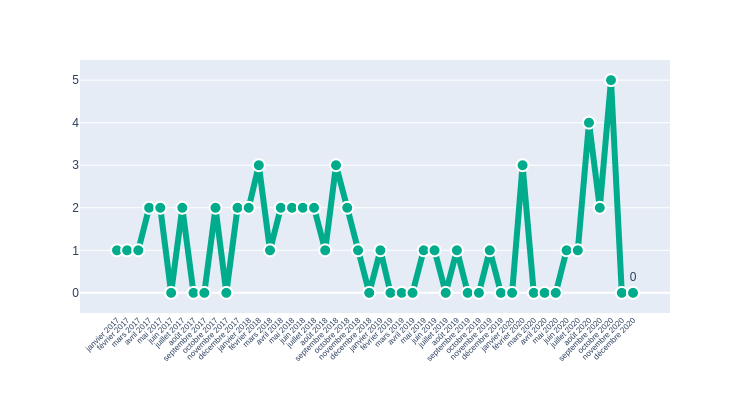 5
4
3
2
1
0
0
janvier 2017
février 2017
mars 2017
avril 2017
mai 2017
juin 2017
juillet 2017
août 2017
septembre 2017
octobre 2017
novembre 2017
décembre 2017
janvier 2018
février 2018
mars 2018
avril 2018
mai 2018
juin 2018
juillet 2018
août 2018
septembre 2018
octobre 2018
novembre 2018
décembre 2018
janvier 2019
février 2019
mars 2019
avril 2019
mai 2019
juin 2019
juillet 2019
août 2019
septembre 2019
octobre 2019
novembre 2019
décembre 2019
janvier 2020
février 2020
mars 2020
avril 2020
mai 2020
juin 2020
juillet 2020
août 2020
septembre 2020
octobre 2020
novembre 2020
décembre 2020